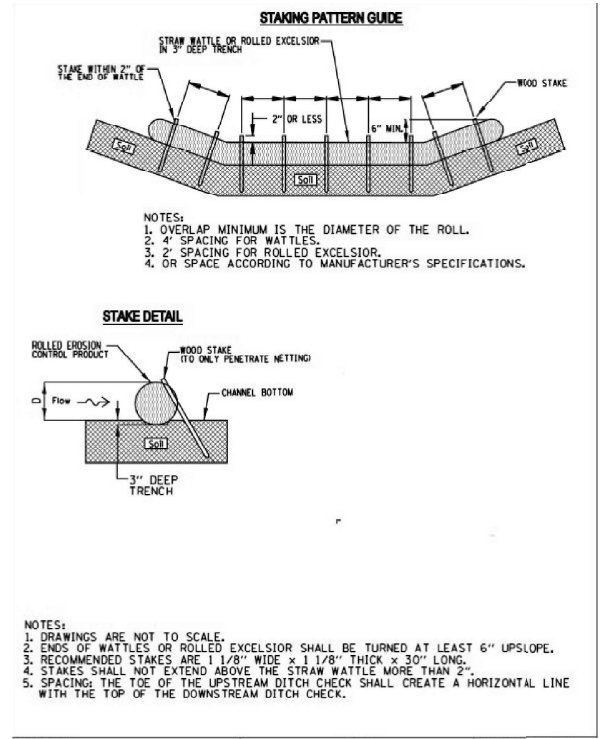 STAKING PATTERN GUIDE
STRAW WATTLE OR ROLLED EXCELSIOR
IN 3" DEEP TRENCH
STAKE WITHIN 2" OF
THE END OF WATTLE
WOOD STAKE
2" OR LESS
6" MIN.
Soil
Soil
Soil
NOTES:
1. OVERLAP MINIMUM IS THE DIAMETER OF THE ROLL.
2. 4' SPACING FOR WATTLES.
3. 2' SPACING FOR ROLLED EXCELSIOR.
4. OR SPACE ACCORDING TO MANUFACTURER'S SPECIFICATIONS.
STAKE DETAIL
ROLLED EROSION
CONTROL PRODUCT
WOOD STAKE
(TO ONLY PENETRATE NETTING)
D
Flow
CHANNEL BOTTOM
Soil
3" DEEP
TRENCH
NOTES:
1. DRAWINGS ARE NOT TO SCALE.
2. ENDS OF WATTLES OR ROLLED EXCELSIOR SHALL BE TURNED AT LEAST 6" UPSLOPE.
3. RECOMMENDED STAKES ARE 1 1/8" WIDE x 1 1/8" THICK x 30" LONG.
4. STAKES SHALL NOT EXTEND ABOVE THE STRAW WATTLE MORE THAN 2".
5. SPACING: THE TOE OF THE UPSTREAM DITCH CHECK SHALL CREATE A HORIZONTAL LINE
WITH THE TOP OF THE DOWNSTREAM DITCH CHECK.